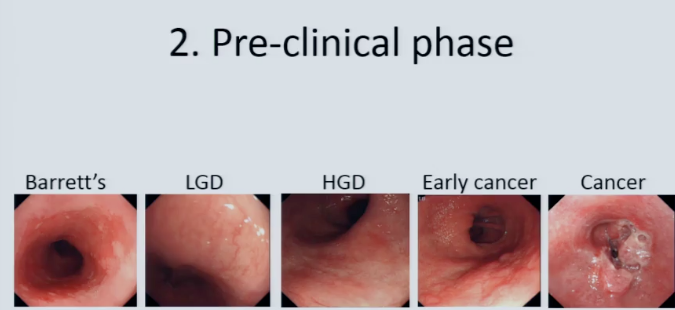 2. Pre-clinical phase
Barrett's LGD HGD Early cancer Cancer